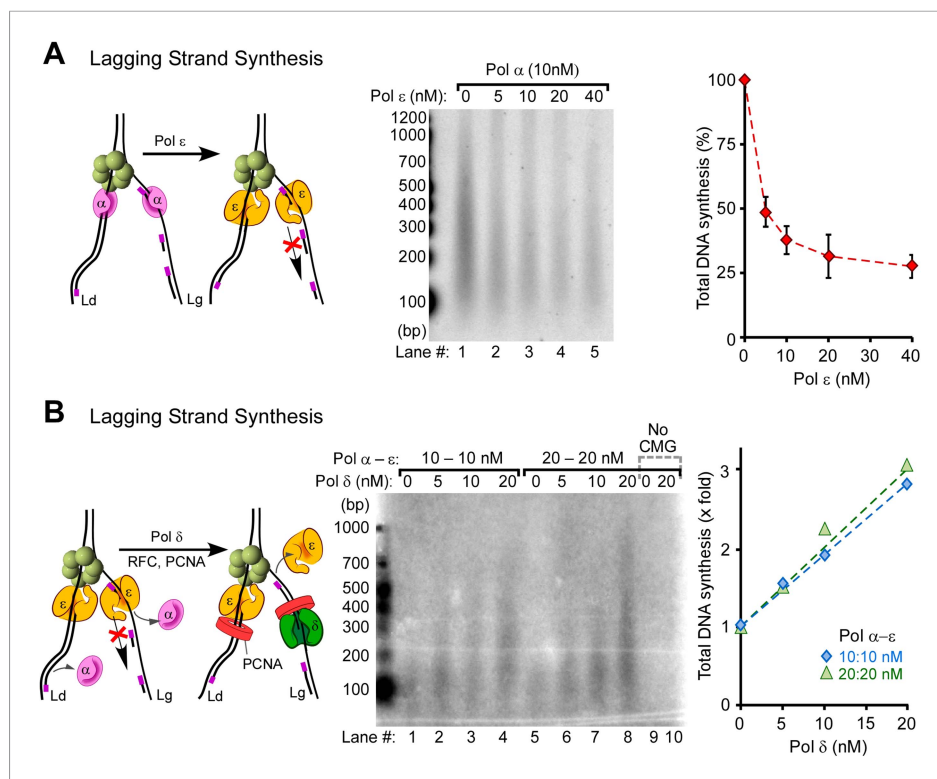 A Lagging Strand Synthesis
Pol ε
α
α
ε
ε
Ld
Lg
Pol α (10nM)
Pol ε (nM): 0 5 10 20 40
1200
1000
700
500
400
300
200
100
(bp)
Lane #: 1 2 3 4 5
Total DNA synthesis (%)
100
50
25
0
0 10 20 30 40
Pol ε (nM)
B Lagging Strand Synthesis
Pol δ
RFC, PCNA
ε
ε
α
α
ε
ε
δ
PCNA
Ld
Lg
Lg
No
CMG
Pol α – ε: 10 – 10 nM 20 – 20 nM
Pol δ (nM): 0 5 10 20 0 5 10 20 0 20
(bp)
1000
700
500
400
300
200
100
Lane #: 1 2 3 4 5 6 7 8 9 10
Total DNA synthesis (x fold)
3
2
1
0
Pol α–ε
10:10 nM
20:20 nM
0 5 10 20
Pol δ (nM)